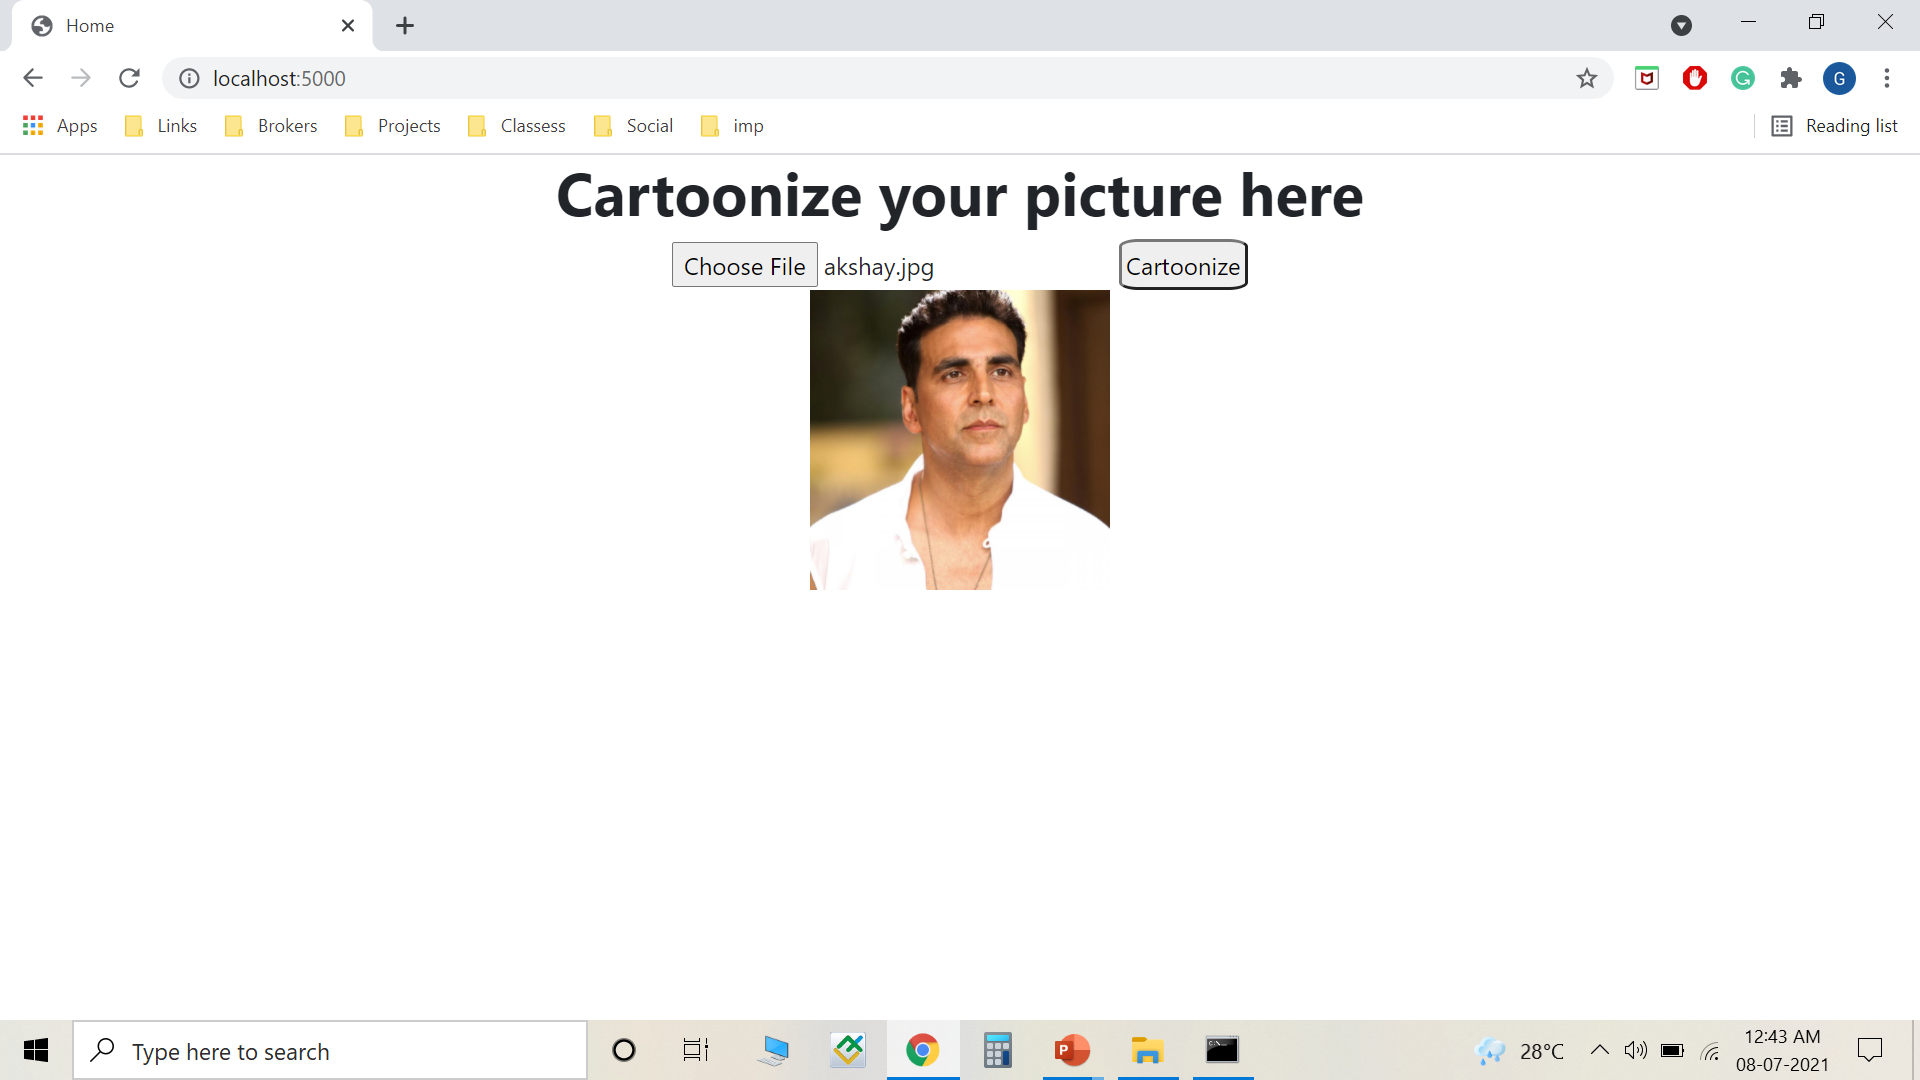 Home
localhost:5000
G
Apps Links Brokers Projects Classess Social imp Reading list
Cartoonize your picture here
Choose File akshay.jpg Cartoonize
Type here to search
28°C
12:43 AM
08-07-2021